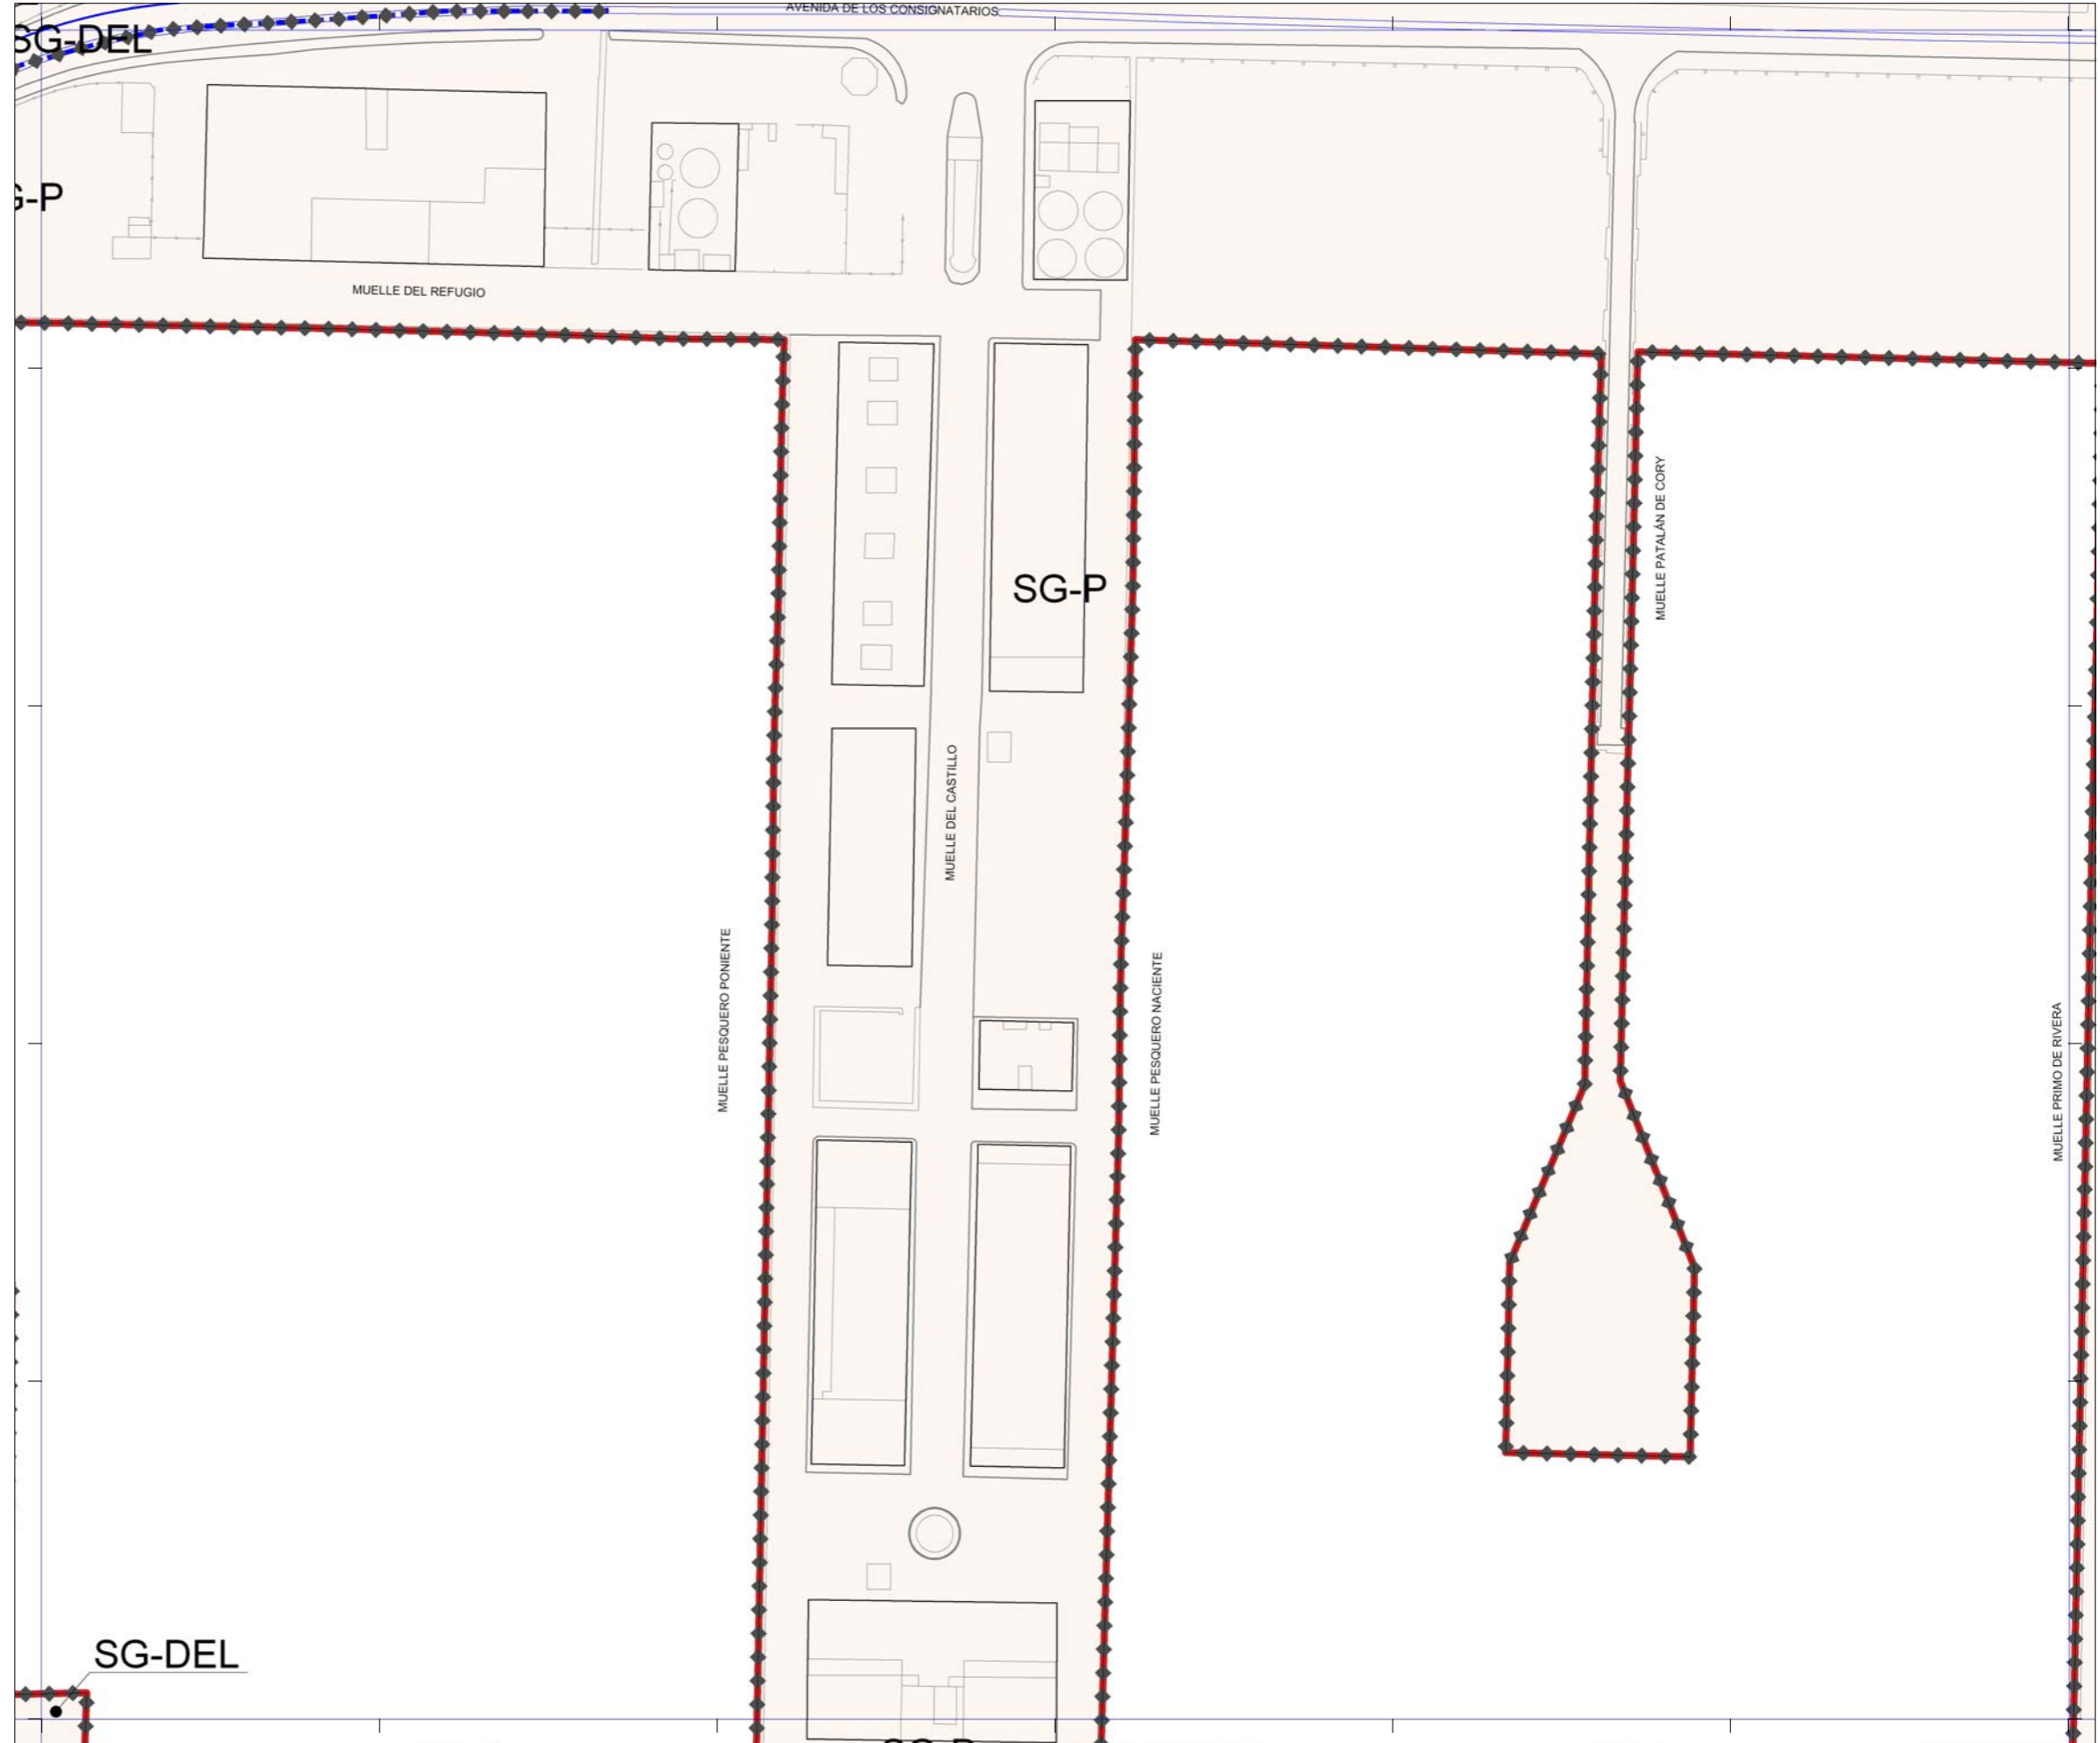 AVENIDA DE LOS CONSIGNATARIOS
SG-DEL
G-P
MUELLE DEL REFUGIO
MUELLE PATALÁN DE CORY
SG-P
MUELLE DEL CASTILLO
MUELLE PESQUERO PONIENTE
MUELLE PESQUERO NACIENTE
MUELLE PRIMO DE RIVERA
SG-DEL